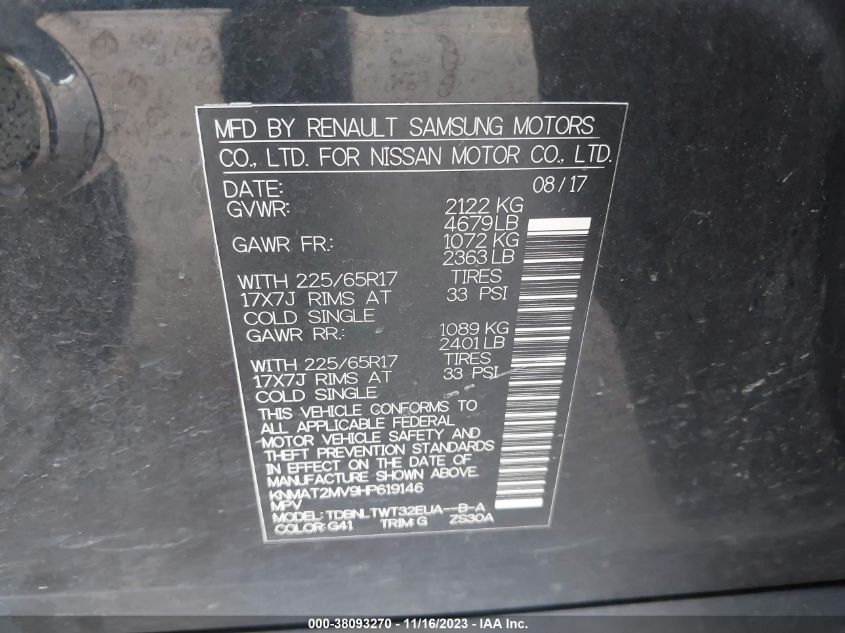 MFD BY RENAULT SAMSUNG MOTORS
CO., LTD. FOR NISSAN MOTOR CO., LTD.
DATE: 08/17
GVWR: 2122 KG
4679LB
GAWR FR.: 1072 KG
2363LB
WITH 225/65R17 TIRES
17X7J RIMS AT 33 PSI
COLD SINGLE
GAWR RR.: 1089 KG
2401LB
WITH 225/65R17 TIRES
17X7J RIMS AT 33 PSI
COLD SINGLE
THIS VEHICLE CONFORMS TO
ALL APPLICABLE FEDERAL
MOTOR VEHICLE SAFETY AND
THEFT PREVENTION STANDARDS
IN EFFECT ON THE DATE OF
MANUFACTURE SHOWN ABOVE.
KNMAT2MV9HP619146
MPV
MODEL: TDBNLTWT32EUA--B-A
COLOR:G41 TRIM:G ZS30A
000-38093270 - 11/16/2023 - IAA Inc.